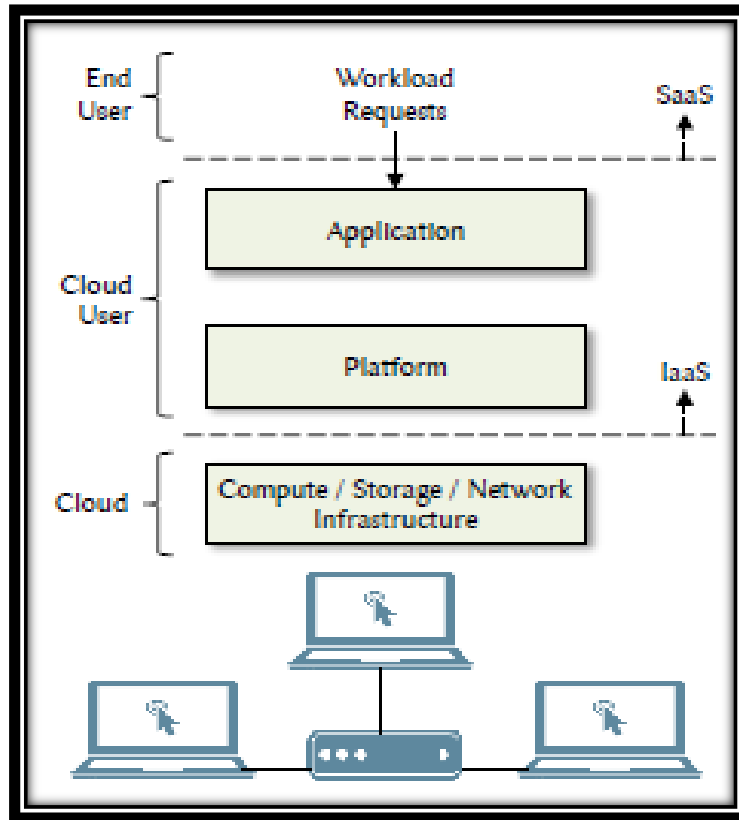 End
User
Workload
Requests
SaaS
Application
Cloud
User
Platform
IaaS
Cloud
Compute / Storage / Network
Infrastructure